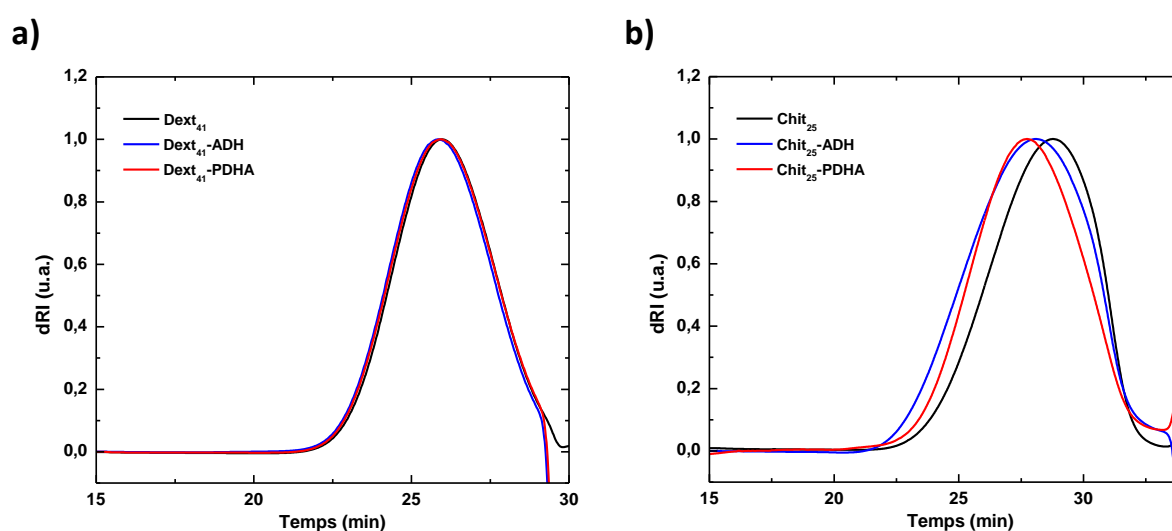 a)
1,2
1,0
0,8
0,6
0,4
0,2
0,0
dRI (u.a.)
Dext41
Dext41-ADH
Dext41-PDHA
15 20 25 30
Temps (min)
b)
1,2
1,0
0,8
0,6
0,4
0,2
0,0
dRI (u.a.)
Chit25
Chit25-ADH
Chit25-PDHA
15 20 25 30
Temps (min)